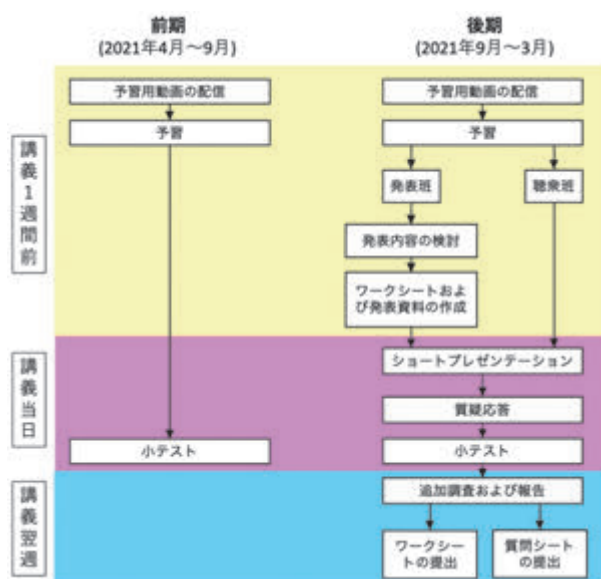 前期
(2021年4月～9月)
後期
(2021年9月～3月)
講義1週間前
予習用動画の配信
予習
予習用動画の配信
予習
発表班
聴衆班
発表内容の検討
ワークシートおよ
び発表資料の作成
講義当日
ショートプレゼンテーション
質疑応答
小テスト
小テスト
講義翌週
追加調査および報告
ワークシー
トの提出
質問シート
の提出